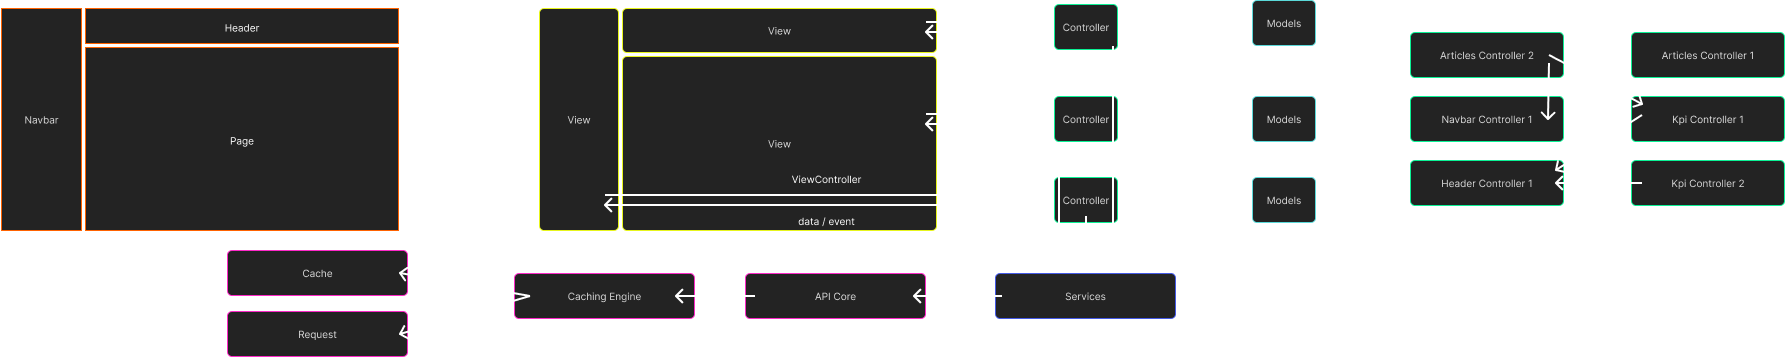 Header
Navbar
Page
View
View
View
ViewController
data / event
Controller
Controller
Controller
Models
Models
Models
Articles Controller 2
Navbar Controller 1
Header Controller 1
Articles Controller 1
Kpi Controller 1
Kpi Controller 2
Cache
Request
Caching Engine
API Core
Services